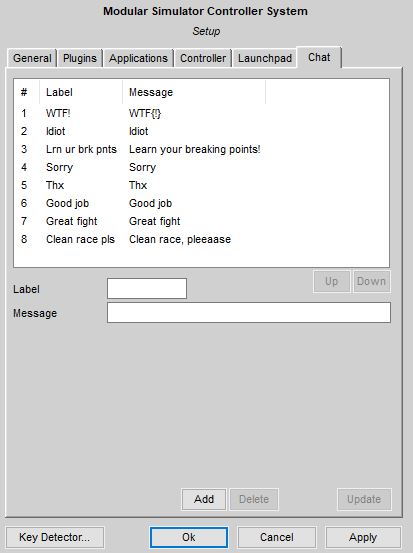 Modular Simulator Controller System
Setup
General Plugins Applications Controller Launchpad Chat
# Label Message
1 WTF! WTF{!}
2 Idiot Idiot
3 Lrn ur brk pnts Learn your breaking points!
4 Sorry Sorry
5 Thx Thx
6 Good job Good job
7 Great fight Great fight
8 Clean race pls Clean race, pleeaase
Up Down
Label
Message
Add Delete Update
Key Detector... Ok Cancel Apply